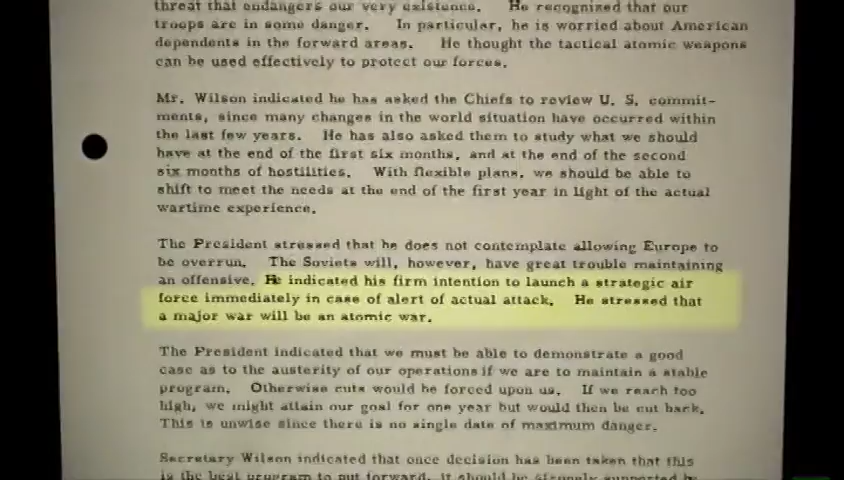 threat that endangers our very existence. He recognized that our
troops are in some danger. In particular, he is worried about American
dependents in the forward areas. He thought the tactical atomic weapons
can be used effectively to protect our forces.
Mr. Wilson indicated he has asked the Chiefs to review U. S. commit-
ments, since many changes in the world situation have occurred within
the last few years. He has also asked them to study what we should
have at the end of the first six months, and at the end of the second
six months of hostilities. With flexible plans, we should be able to
shift to meet the needs at the end of the first year in light of the actual
wartime experience.
The President stressed that he does not contemplate allowing Europe to
be overrun. The Soviets will, however, have great trouble maintaining
an offensive. He indicated his firm intention to launch a strategic air
force immediately in case of alert of actual attack. He stressed that
a major war will be an atomic war.
The President indicated that we must be able to demonstrate a good
case as to the austerity of our operations if we are to maintain a stable
program. Otherwise cuts would be forced upon us. If we reach too
high, we might attain our goal for one year but would then be cut back.
This is unwise since there is no single date of maximum danger.
Secretary Wilson indicated that once decision has been taken that this
is the best program to put forward, it should be strongly supported by